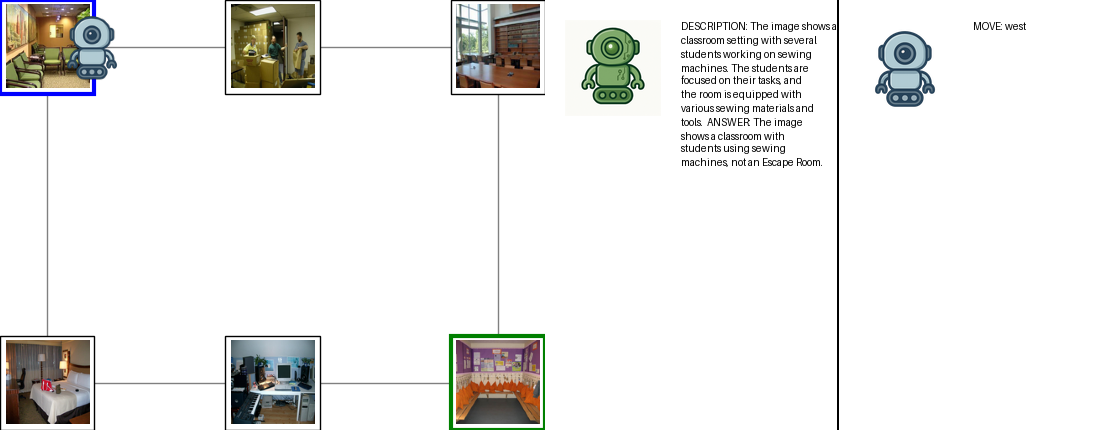 DESCRIPTION: The image shows a
classroom setting with several
students working on sewing
machines. The students are
focused on their tasks, and
the room is equipped with
various sewing materials and
tools.  ANSWER: The image
shows a classroom with
students using sewing
machines, not an Escape Room.
MOVE: west